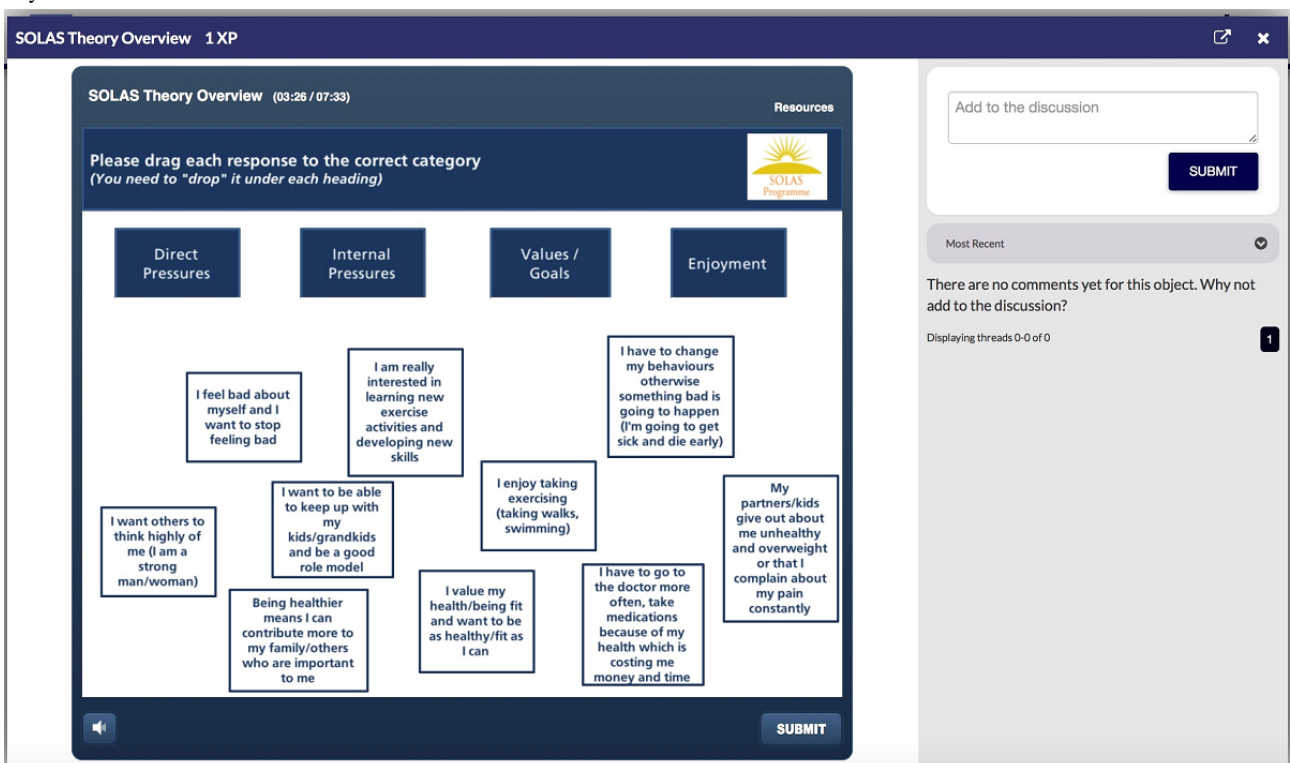 SOLAS Theory Overview 1 XP
SOLAS Theory Overview (03:26 / 07:33)
Resources
Please drag each response to the correct category
(You need to "drop" it under each heading)
SOLAS
Programme
Direct
Pressures
Internal
Pressures
Values /
Goals
Enjoyment
I feel bad about
myself and I
want to stop
feeling bad
I am really
interested in
learning new
exercise
activities and
developing new
skills
I have to change
my behaviours
otherwise
something bad is
going to happen
(I'm going to get
sick and die early)
I want others to
think highly of
me (I am a
strong
man/woman)
I want to be able
to keep up with
my
kids/grandkids
and be a good
role model
I enjoy taking
exercising
(taking walks,
swimming)
My
partners/kids
give out about
me unhealthy
and overweight
or that I
complain about
my pain
constantly
Being healthier
means I can
contribute more to
my family/others
who are important
to me
I value my
health/being fit
and want to be
as healthy/fit as
I can
I have to go to
the doctor more
often, take
medications
because of my
health which is
costing me
money and time
SUBMIT
Add to the discussion
SUBMIT
Most Recent
There are no comments yet for this object. Why not
add to the discussion?
Displaying threads 0-0 of 0
1